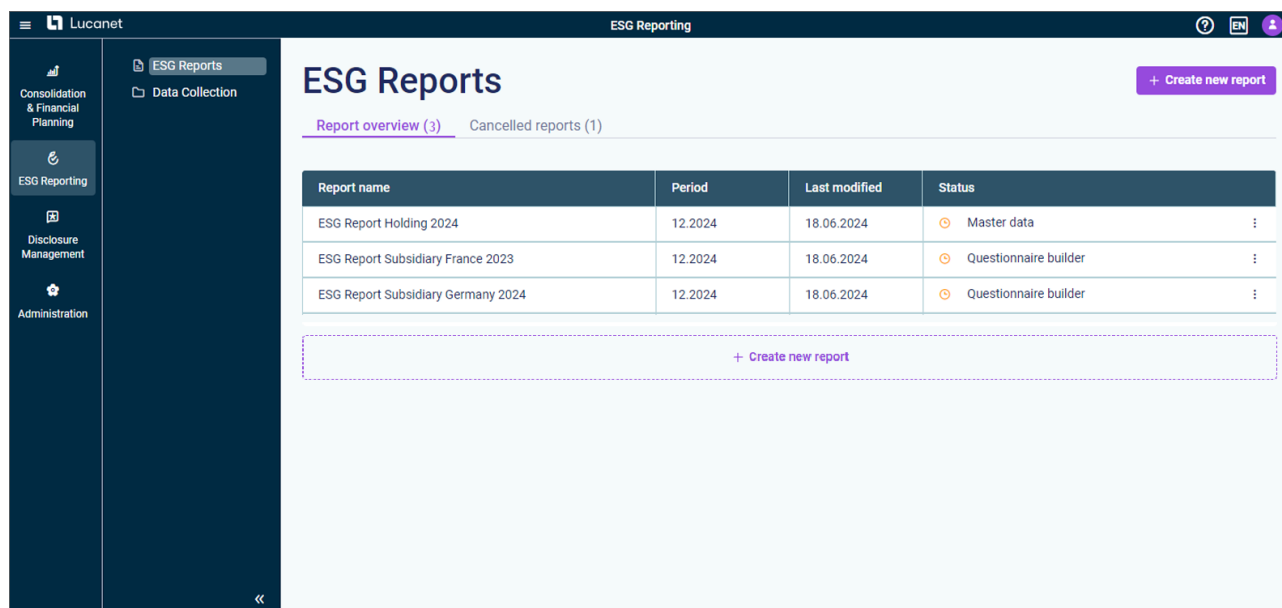 Lucanet
ESG Reporting
EN
Consolidation
& Financial
Planning
ESG Reporting
Disclosure
Management
Administration
ESG Reports
Data Collection
ESG Reports
+ Create new report
Report overview (3) Cancelled reports (1)
Report name Period Last modified Status
ESG Report Holding 2024 12.2024 18.06.2024 Master data
ESG Report Subsidiary France 2023 12.2024 18.06.2024 Questionnaire builder
ESG Report Subsidiary Germany 2024 12.2024 18.06.2024 Questionnaire builder
+ Create new report